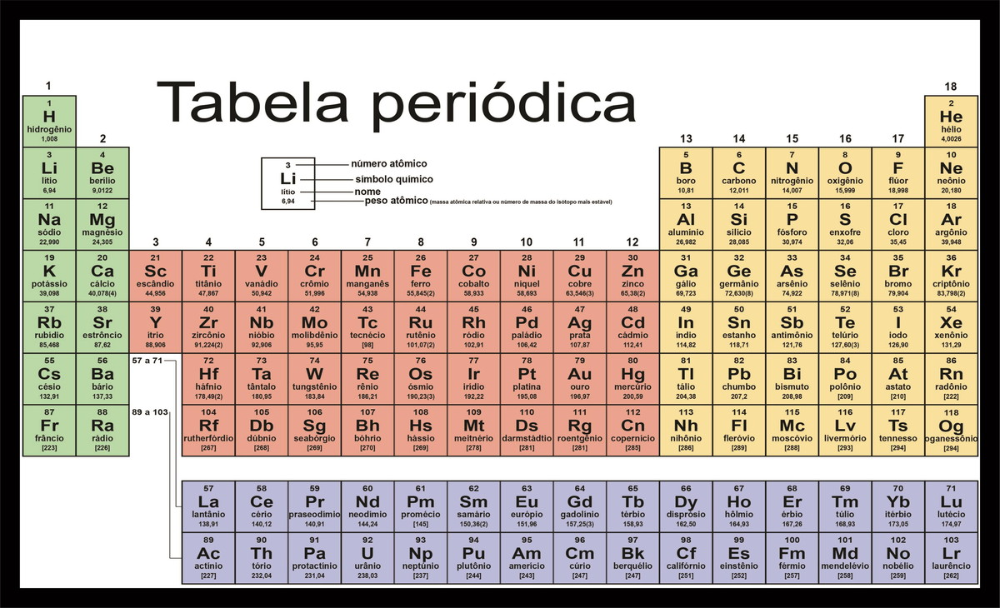 Tabela periódica
1 18
1 2
H He
hidrogênio hélio
1,008 4,0026
2 13 14 15 16 17
3 número atômico
Li símbolo químico
lítio nome
6,94 peso atômico (massa atômica relativa ou número de massa do isótopo mais estável)
3 4 5 6 7 8 9 10
Li Be B C N O F Ne
lítio berílio boro carbono nitrogênio oxigênio flúor neônio
6,94 9,0122 10,81 12,011 14,007 15,999 18,998 20,180
11 12 13 14 15 16 17 18
Na Mg Al Si P S Cl Ar
sódio magnésio alumínio silício fósforo enxofre cloro argônio
22,990 24,305 26,982 28,085 30,974 32,06 35,45 39,948
3 4 5 6 7 8 9 10 11 12
19 20 21 22 23 24 25 26 27 28 29 30 31 32 33 34 35 36
K Ca Sc Ti V Cr Mn Fe Co Ni Cu Zn Ga Ge As Se Br Kr
potássio cálcio escândio titânio vanádio crômio manganês ferro cobalto níquel cobre zinco gálio germânio arsênio selênio bromo criptônio
39,098 40,078(4) 44,956 47,867 50,942 51,996 54,938 55,845(2) 58,933 58,693 63,546(3) 65,38(2) 69,723 72,630(8) 74,922 78,971(8) 79,904 83,798(2)
37 38 39 40 41 42 43 44 45 46 47 48 49 50 51 52 53 54
Rb Sr Y Zr Nb Mo Tc Ru Rh Pd Ag Cd In Sn Sb Te I Xe
rubídio estrôncio ítrio zircônio nióbio molibdênio tecnécio rutênio ródio paládio prata cádmio índio estanho antimônio telúrio iodo xenônio
85,468 87,62 88,906 91,224(2) 92,906 95,95 [98] 101,07(2) 102,91 106,42 107,87 112,41 114,82 118,71 121,76 127,60(3) 126,90 131,29
55 56 57 a 71 72 73 74 75 76 77 78 79 80 81 82 83 84 85 86
Cs Ba Hf Ta W Re Os Ir Pt Au Hg Tl Pb Bi Po At Rn
césio bário háfnio tântalo tungstênio rênio ósmio irídio platina ouro mercúrio tálio chumbo bismuto polônio astato radônio
132,91 137,33 178,49(2) 180,95 183,84 186,21 190,23(3) 192,22 195,08 196,97 200,59 204,38 207,2 208,98 [209] [210] [222]
87 88 89 a 103 104 105 106 107 108 109 110 111 112 113 114 115 116 117 118
Fr Ra Rf Db Sg Bh Hs Mt Ds Rg Cn Nh Fl Mc Lv Ts Og
frâncio rádio rutherfórdio dúbnio seabórgio bóhrio hássio meitnério darmstádtio roentgênio copernício nihônio fleróvio moscóvio livermório tennesso oganessônio
[223] [226] [267] [268] [269] [270] [269] [278] [281] [281] [285] [286] [289] [288] [293] [294] [294]
57 58 59 60 61 62 63 64 65 66 67 68 69 70 71
La Ce Pr Nd Pm Sm Eu Gd Tb Dy Ho Er Tm Yb Lu
lantânio cério praseodímio neodímio promécio samário európio gadolínio térbio disprósio hólmio érbio túlio itérbio lutécio
138,91 140,12 140,91 144,24 [145] 150,36(2) 151,96 157,25(3) 158,93 162,50 164,93 167,26 168,93 173,05 174,97
89 90 91 92 93 94 95 96 97 98 99 100 101 102 103
Ac Th Pa U Np Pu Am Cm Bk Cf Es Fm Md No Lr
actínio tório protactínio urânio neptúnio plutônio amerício cúrio berquélio califórnio einstênio férmio mendelévio nobélio laurêncio
[227] 232,04 231,04 238,03 [237] [244] [243] [247] [247] [251] [252] [257] [258] [259] [262]